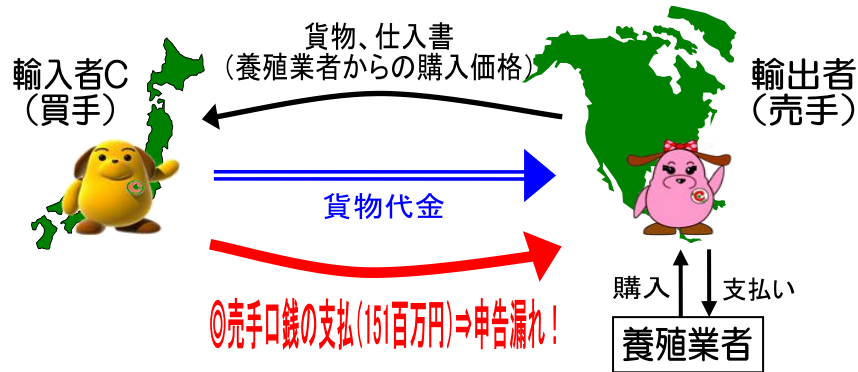 貨物、仕入書
（養殖業者からの購入価格）
輸入者C
（買手）
輸出者
（売手）
貨物代金
◎売手口銭の支払（151百万円）⇒申告漏れ！
購入
支払い
養殖業者